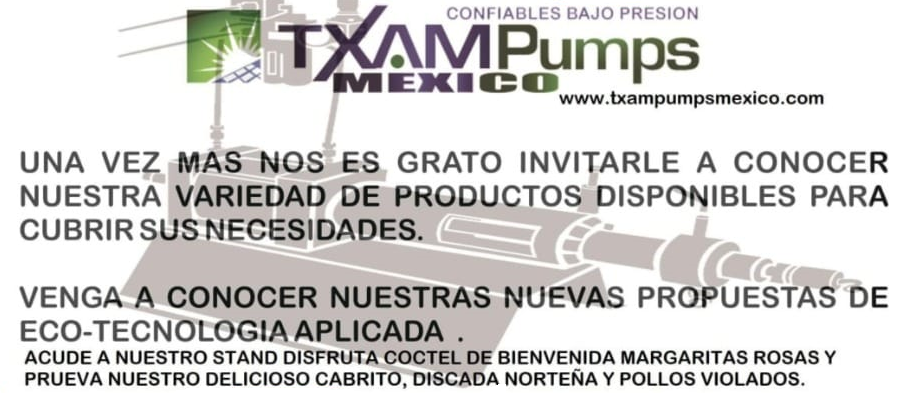 CONFIABLES BAJO PRESION
TXAMPumps
MEXICO
www.txampumpsmexico.com
UNA VEZ MAS NOS ES GRATO INVITARLE A CONOCER
NUESTRA VARIEDAD DE PRODUCTOS DISPONIBLES PARA
CUBRIR SUS NECESIDADES.
VENGA A CONOCER NUESTRAS NUEVAS PROPUESTAS DE
ECO-TECNOLOGIA APLICADA .
ACUDE A NUESTRO STAND DISFRUTA COCTEL DE BIENVENIDA MARGARITAS ROSAS Y
PRUEVA NUESTRO DELICIOSO CABRITO, DISCADA NORTEÑA Y POLLOS VIOLADOS.